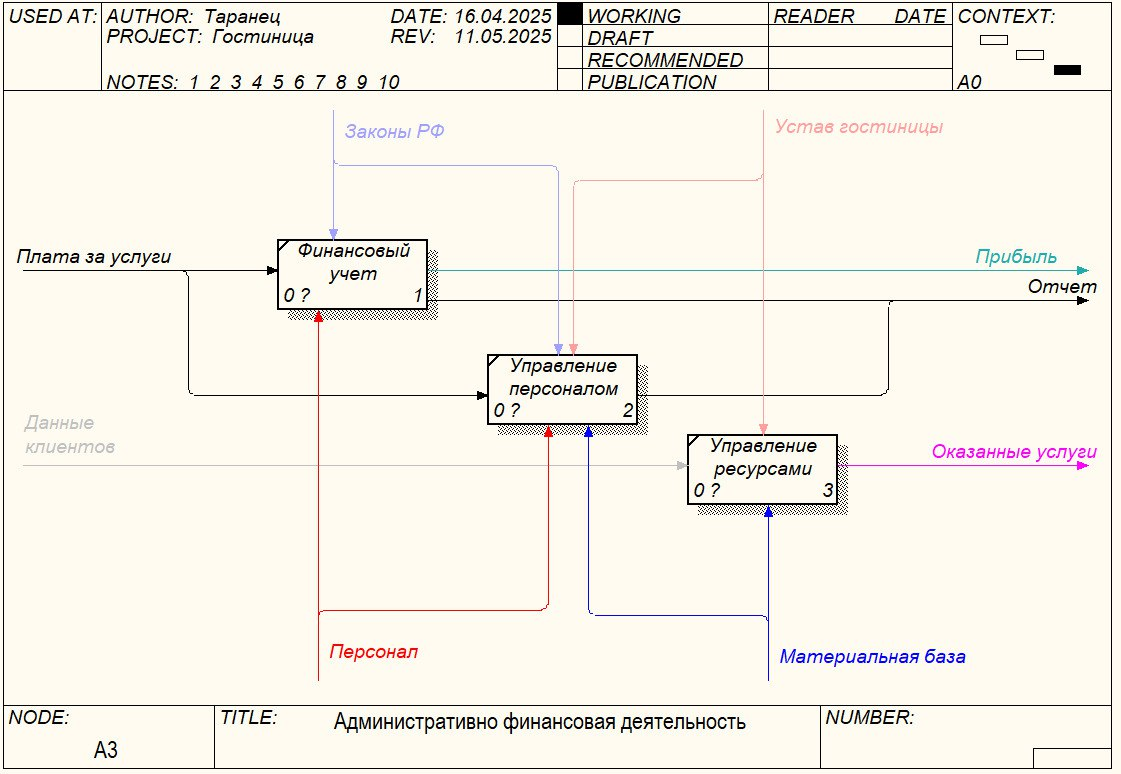 USED AT:
AUTHOR: Таранец
DATE: 16.04.2025
WORKING
READER
DATE
CONTEXT:
PROJECT: Гостиница
REV: 11.05.2025
DRAFT
RECOMMENDED
NOTES: 1 2 3 4 5 6 7 8 9 10
PUBLICATION
A0
Законы РФ
Устав гостиницы
Плата за услуги
Финансовый
учет
0 ?
1
Прибыль
Отчет
Управление
персоналом
0 ?
2
Данные
клиентов
Управление
ресурсами
0 ?
3
Оказанные услуги
Персонал
Материальная база
NODE:
A3
TITLE:
Административно финансовая деятельность
NUMBER: